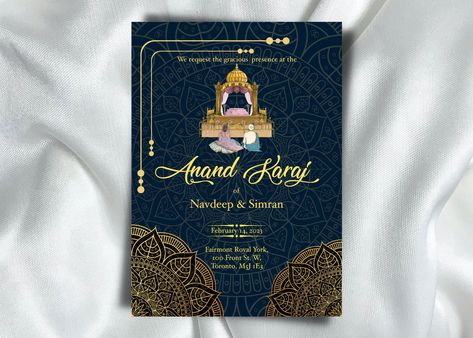 We request the gracious presence at the
Anand Karaj
of
Navdeep & Simran
February 14, 2023
Fairmont Royal York,
100 Front St. W,
Toronto, M5J 1E3